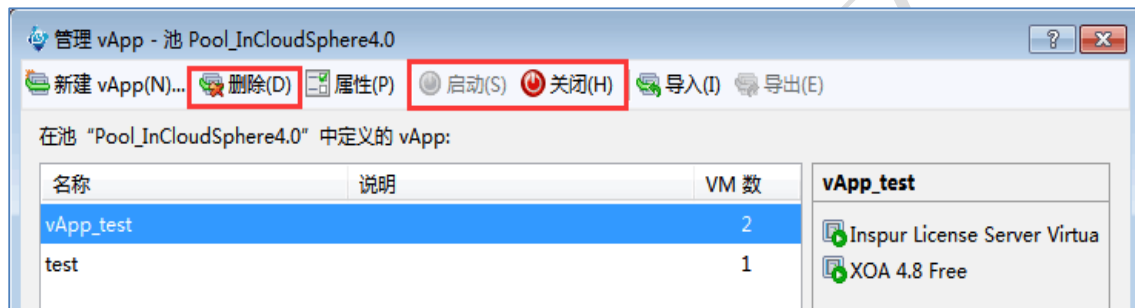 管理 vApp - 池 Pool_InCloudSphere4.0
新建 vApp(N)... 删除(D) 属性(P) 启动(S) 关闭(H) 导入(I) 导出(E)
在池“Pool_InCloudSphere4.0”中定义的 vApp:
名称 说明 VM 数 vApp_test
vApp_test 2 Inspur License Server Virtua
test 1 XOA 4.8 Free